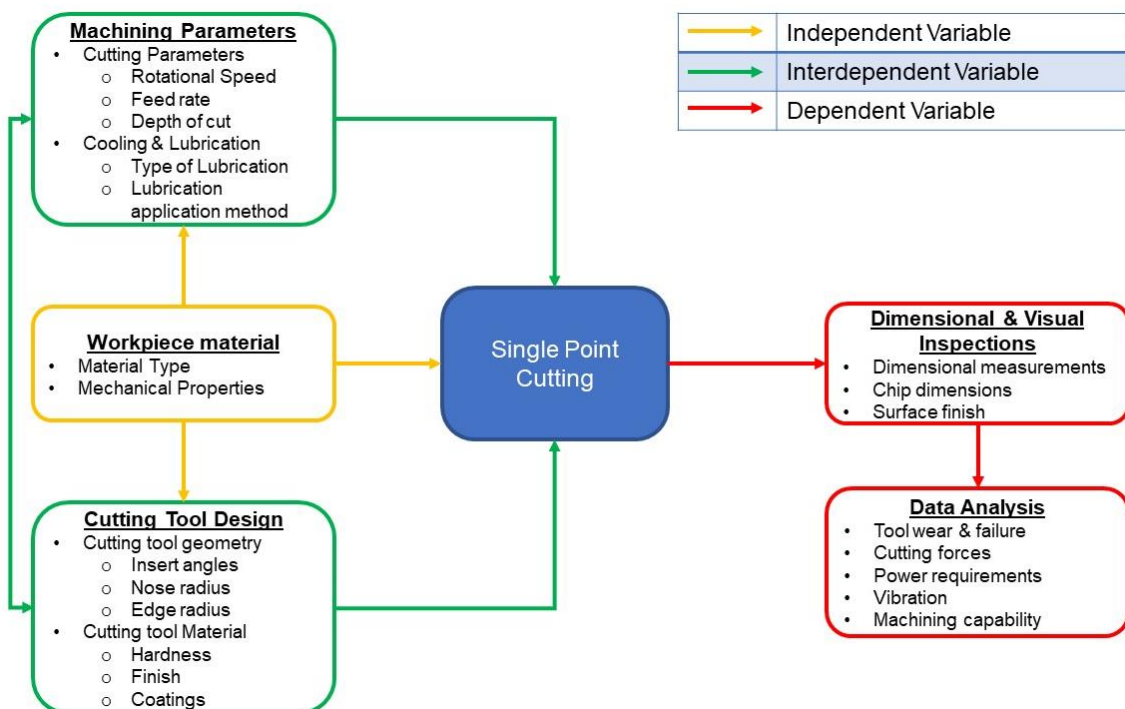 Machining Parameters
• Cutting Parameters
o Rotational Speed
o Feed rate
o Depth of cut
• Cooling & Lubrication
o Type of Lubrication
o Lubrication
application method
Independent Variable
Interdependent Variable
Dependent Variable
Workpiece material
• Material Type
• Mechanical Properties
Single Point
Cutting
Dimensional & Visual
Inspections
• Dimensional measurements
• Chip dimensions
• Surface finish
Cutting Tool Design
• Cutting tool geometry
o Insert angles
o Nose radius
o Edge radius
• Cutting tool Material
o Hardness
o Finish
o Coatings
Data Analysis
• Tool wear & failure
• Cutting forces
• Power requirements
• Vibration
• Machining capability